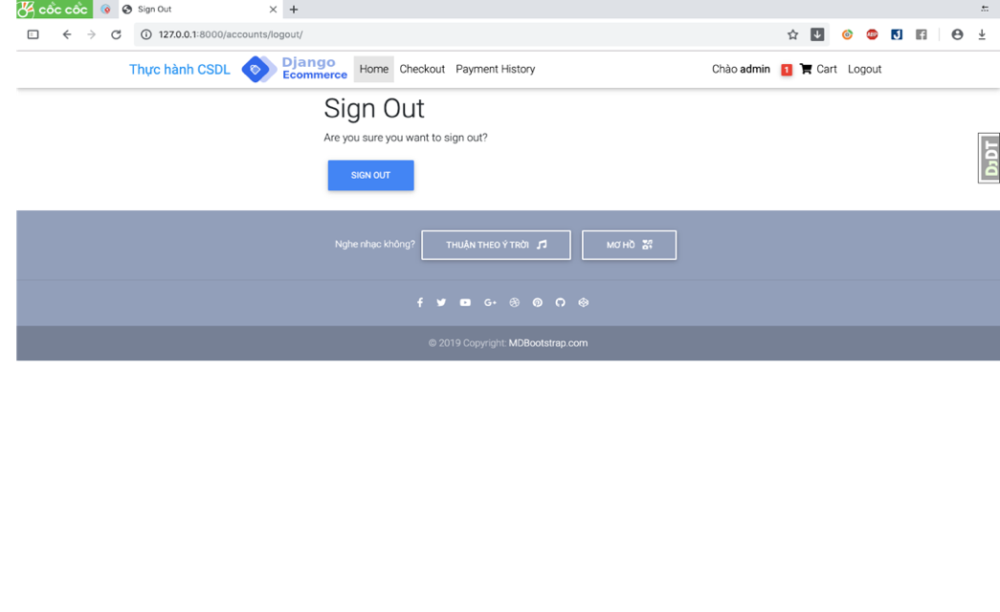 cốc cốc
Sign Out
127.0.0.1:8000/accounts/logout/
ABP
Thực hành CSDL
Django
Ecommerce
Home
Checkout
Payment History
Chào admin
1
Cart
Logout
Sign Out
Are you sure you want to sign out?
SIGN OUT
DJDT
Nghe nhạc không?
THUẬN THEO Ý TRỜI
MƠ HỒ
© 2019 Copyright: MDBootstrap.com